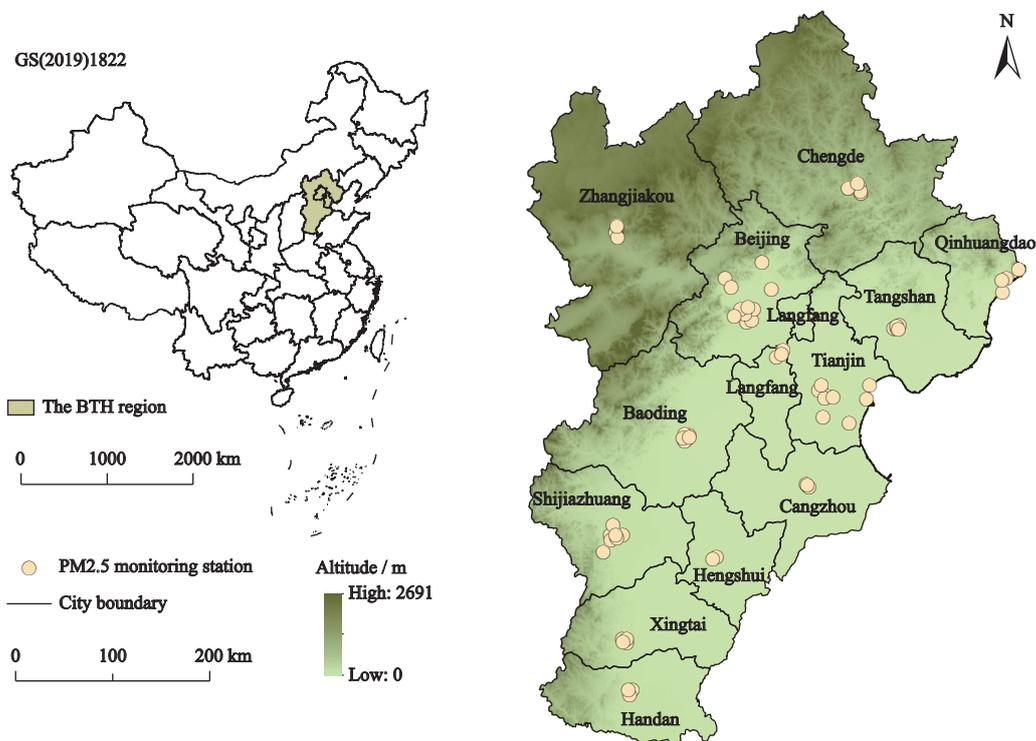 GS(2019)1822
The BTH region
0 1000 2000 km
PM2.5 monitoring station
City boundary
0 100 200 km
Altitude / m
High: 2691
Low: 0
N
Chengde
Zhangjiakou
Beijing
Qinhuangdao
Tangshan
Langfang
Tianjin
Langfang
Baoding
Shijiazhuang
Cangzhou
Hengshui
Xingtai
Handan